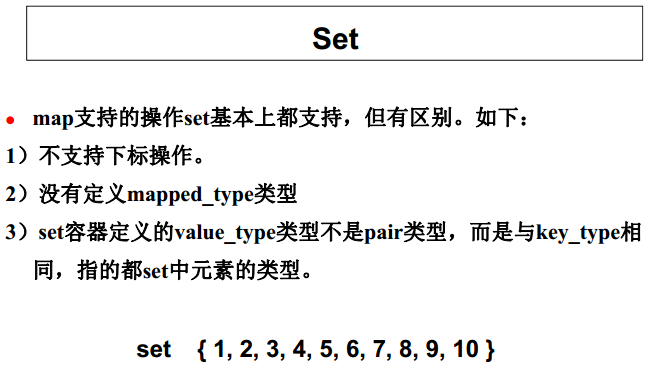 Set
• map支持的操作set基本上都支持，但有区别。如下：
1）不支持下标操作。
2）没有定义mapped_type类型
3）set容器定义的value_type类型不是pair类型，而是与key_type相
同，指的都set中元素的类型。
set { 1, 2, 3, 4, 5, 6, 7, 8, 9, 10 }